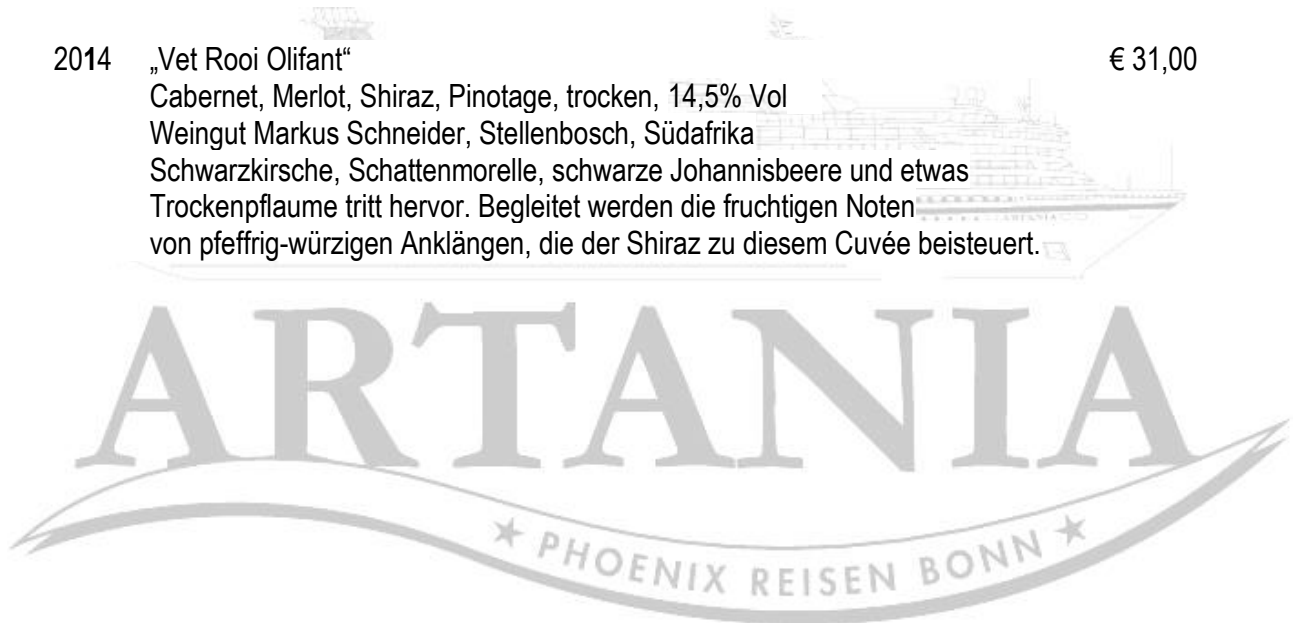 2014 „Vet Rooi Olifant“ € 31,00
Cabernet, Merlot, Shiraz, Pinotage, trocken, 14,5% Vol
Weingut Markus Schneider, Stellenbosch, Südafrika
Schwarzkirsche, Schattenmorelle, schwarze Johannisbeere und etwas
Trockenpflaume tritt hervor. Begleitet werden die fruchtigen Noten
ARTANIA
von pfeffrig-würzigen Anklängen, die der Shiraz zu diesem Cuvée beisteuert.
ARTANIA
★ PHOENIX REISEN BONN ★